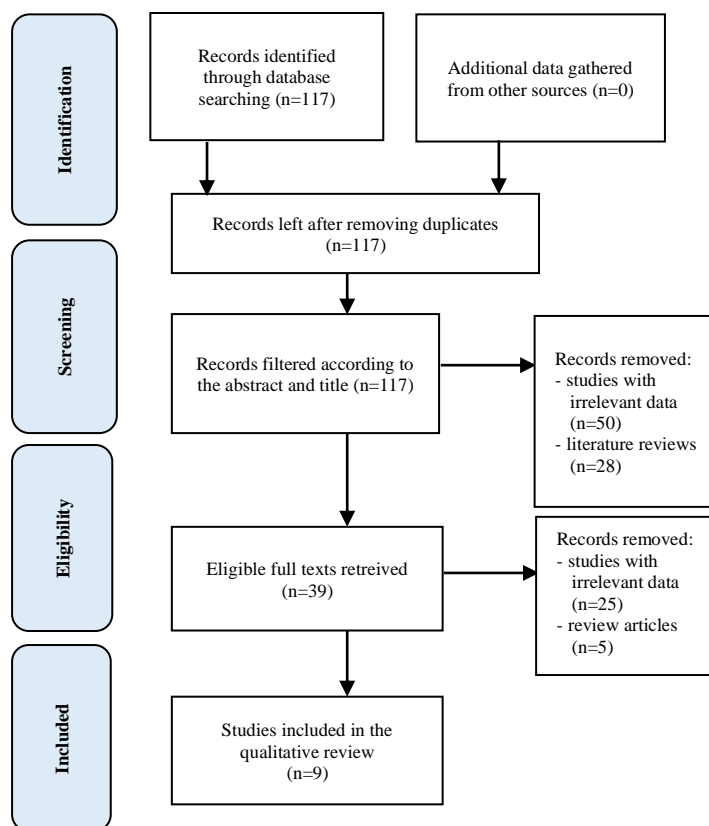 Identification
Records identified
through database
searching (n=117)
Additional data gathered
from other sources (n=0)
Records left after removing duplicates
(n=117)
Screening
Records filtered according to
the abstract and title (n=117)
Records removed:
- studies with
irrelevant data
(n=50)
- literature reviews
(n=28)
Eligibility
Eligible full texts retreived
(n=39)
Records removed:
- studies with
irrelevant data
(n=25)
- review articles
(n=5)
Included
Studies included in the
qualitative review
(n=9)